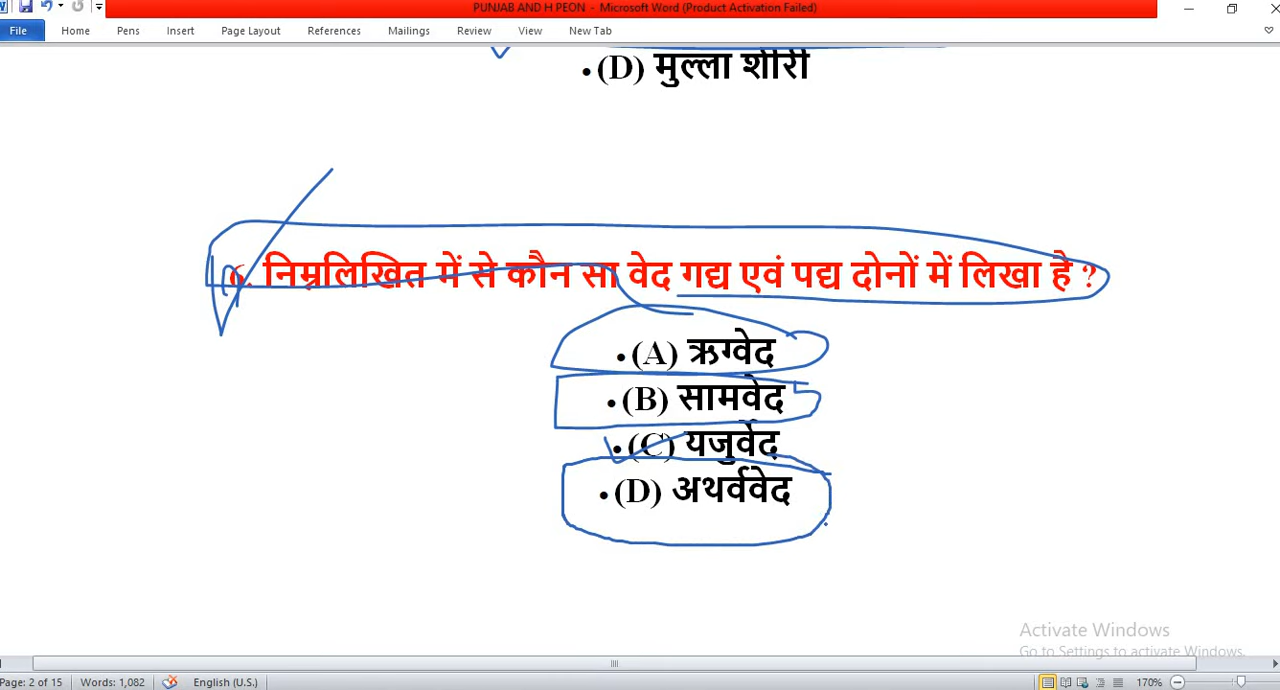 PUNJAB AND H PEON - Microsoft Word (Product Activation Failed)
File Home Pens Insert Page Layout References Mailings Review View New Tab
•(D) मुल्ला शीरी
6. निम्रलिखित में से कौन सा वेद गद्य एवं पद्य दोनों में लिखा है ?
•(A) ऋग्वेद
•(B) सामवेद
•(C) यजुर्वेद
•(D) अथर्ववेद
Activate Windows
Go to Settings to activate Windows.
Page: 2 of 15 Words: 1,082 English (U.S.) 170%